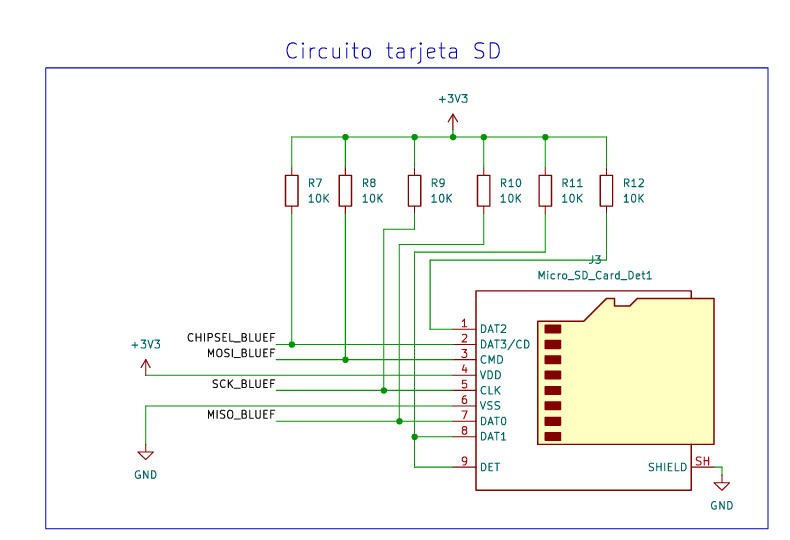 Circuito tarjeta SD
+3V3
R7
10K
R8
10K
R9
10K
R10
10K
R11
10K
R12
10K
J3
Micro_SD_Card_Det1
+3V3
CHIPSEL_BLUEF
MOSI_BLUEF
SCK_BLUEF
MISO_BLUEF
GND
1 DAT2
2 DAT3/CD
3 CMD
4 VDD
5 CLK
6 VSS
7 DAT0
8 DAT1
9 DET
SHIELD SH
GND